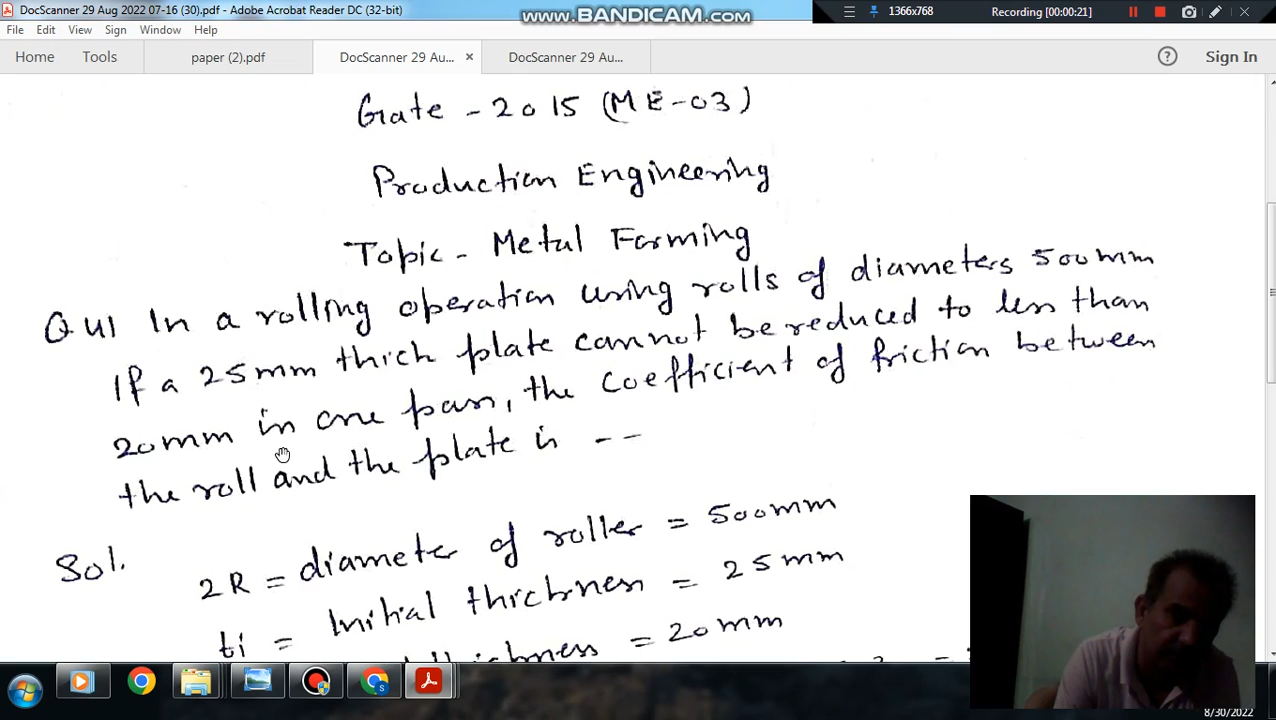 DocScanner 29 Aug 2022 07-16 (30).pdf - Adobe Acrobat Reader DC (32-bit)
www.BANDICAM.com
1366x768
Recording [00:00:21]
File Edit View Sign Window Help
Home Tools paper (2).pdf DocScanner 29 Au... × DocScanner 29 Au... Sign In
Gate - 2015 (ME-03)
Production Engineering
Topic - Metal Forming
Q41 In a rolling operation using rolls of diameters 500mm
If a 25mm thick plate cannot be reduced to less than
20mm in one pass, the coefficient of friction between
the roll and the plate is --
Sol.
2R = diameter of roller = 500mm
ti = Initial thickness = 25mm
thickness = 20mm
8/30/2022